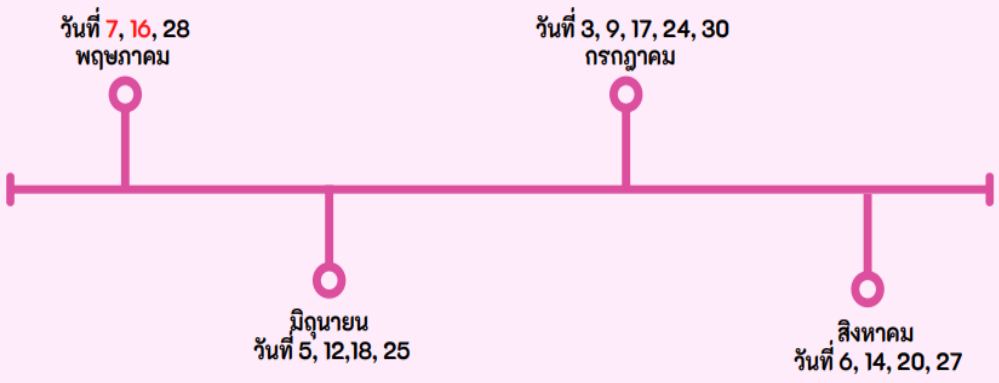 วันที่ 7, 16, 28
พฤษภาคม
วันที่ 3, 9, 17, 24, 30
กรกฎาคม
มิถุนายน
วันที่ 5, 12,18, 25
สิงหาคม
วันที่ 6, 14, 20, 27